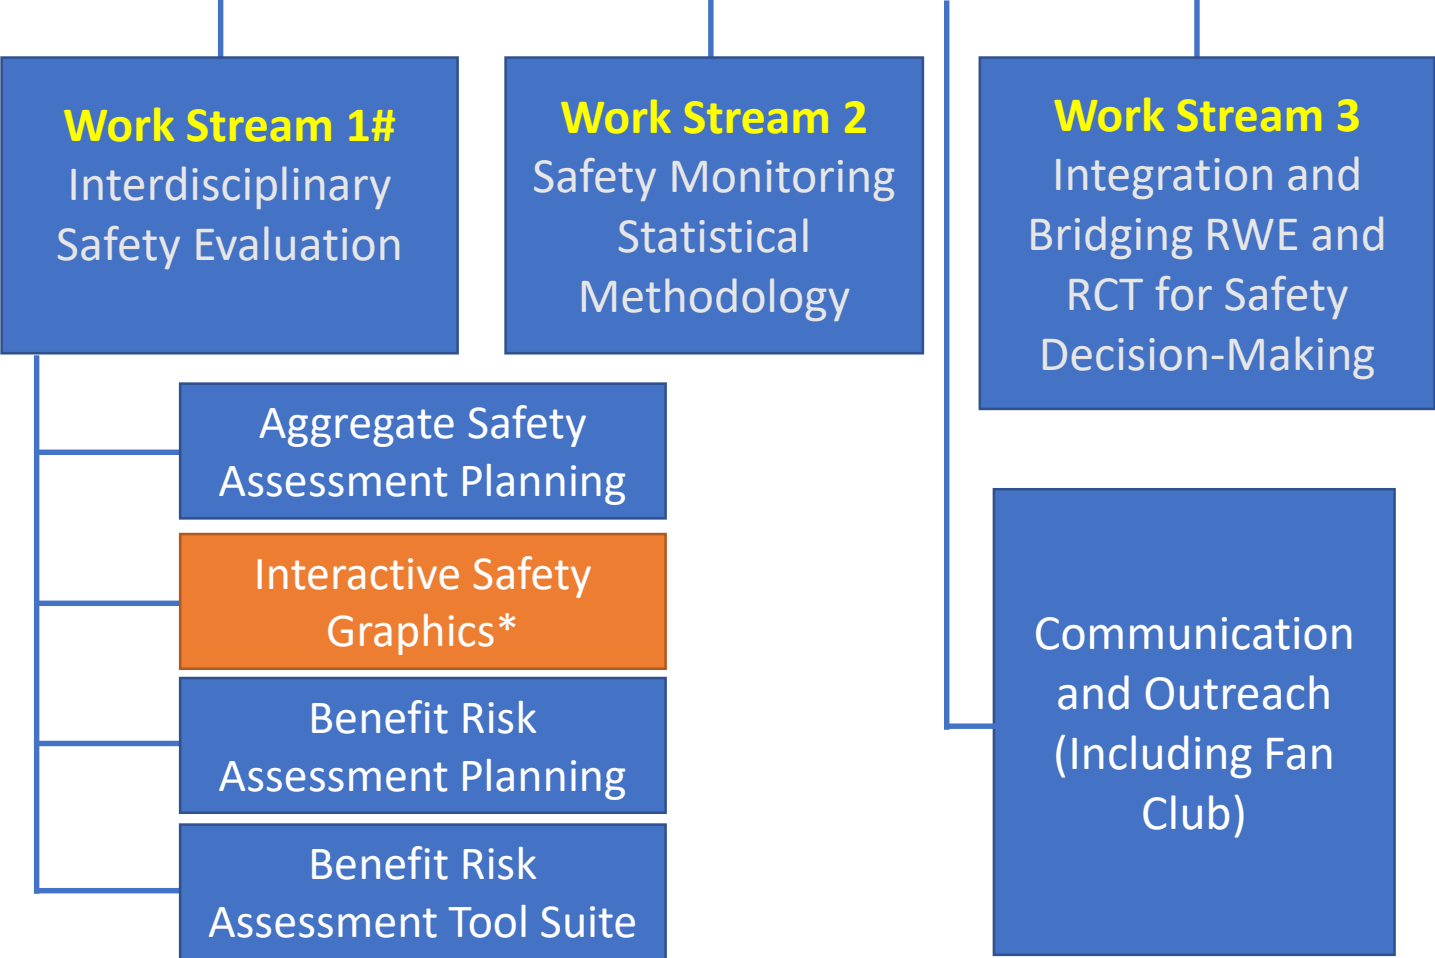 Work Stream 1#
Interdisciplinary
Safety Evaluation
Work Stream 2
Safety Monitoring
Statistical
Methodology
Work Stream 3
Integration and
Bridging RWE and
RCT for Safety
Decision-Making
Aggregate Safety
Assessment Planning
Interactive Safety
Graphics*
Benefit Risk
Assessment Planning
Benefit Risk
Assessment Tool Suite
Communication
and Outreach
(Including Fan
Club)